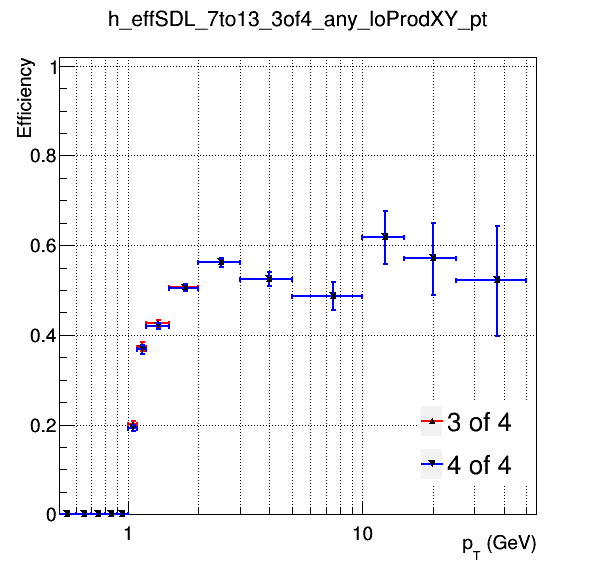 h_effSDL_7to13_3of4_any_loProdXY_pt
Efficiency
1
0.8
0.6
0.4
0.2
0
3 of 4
4 of 4
1
10
p_T (GeV)